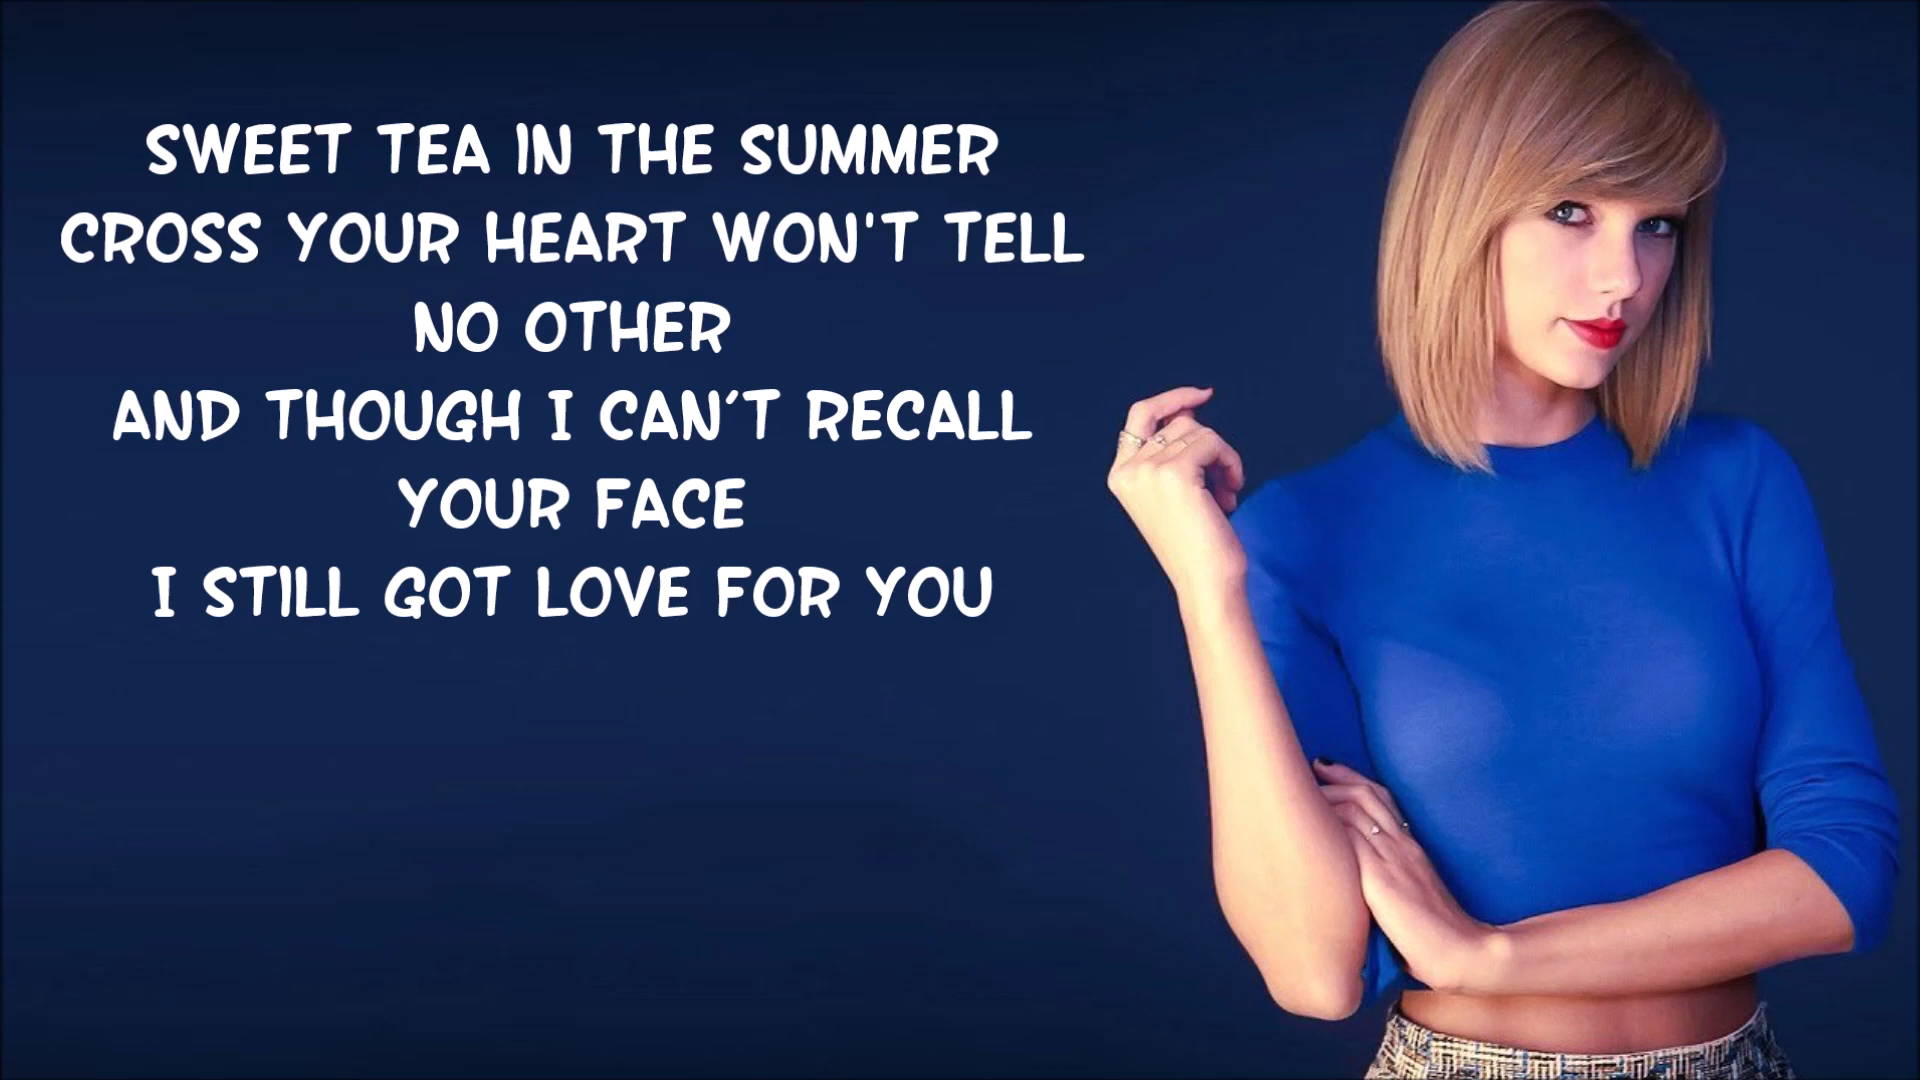 SWEET TEA IN THE SUMMER
CROSS YOUR HEART WON'T TELL
NO OTHER
AND THOUGH I CAN'T RECALL
YOUR FACE
I STILL GOT LOVE FOR YOU